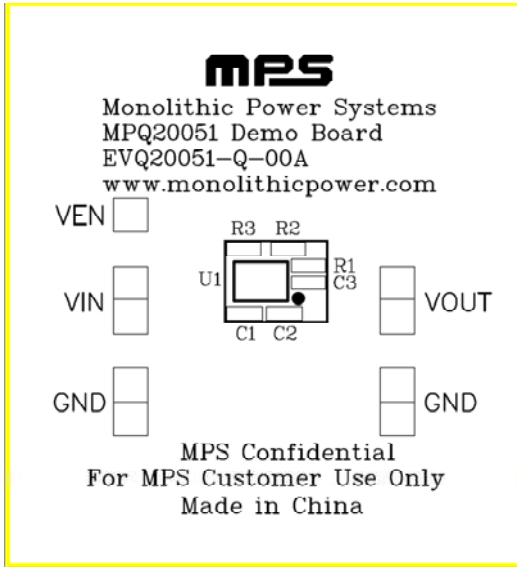 MPS
Monolithic Power Systems
MPQ20051 Demo Board
EVQ20051-Q-00A
www.monolithicpower.com
VEN
R3 R2
U1
R1
C3
VIN
VOUT
C1 C2
GND
GND
MPS Confidential
For MPS Customer Use Only
Made in China